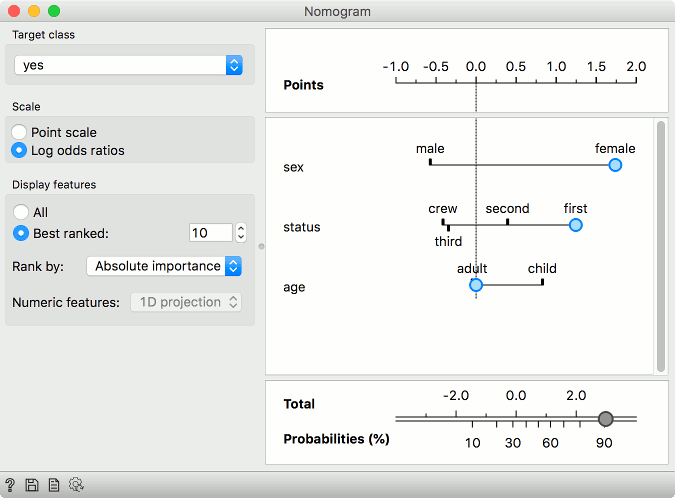 Nomogram
Target class
yes
Scale
Point scale
Log odds ratios
Display features
All
Best ranked: 10
Rank by: Absolute importance
Numeric features: 1D projection
-1.0 -0.5 0.0 0.5 1.0 1.5 2.0
Points
male female
sex
crew second first
status
third
adult child
age
-2.0 0.0 2.0
Total
Probabilities (%)
10 30 60 90
?